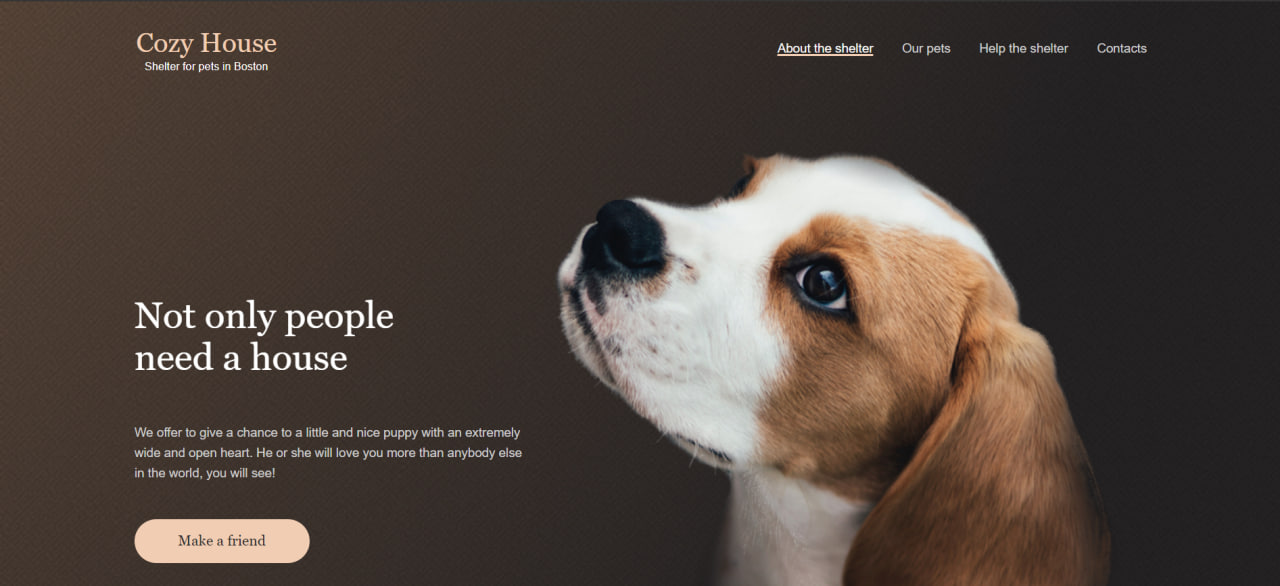 Cozy House
Shelter for pets in Boston
About the shelter
Our pets
Help the shelter
Contacts
Not only people
need a house
We offer to give a chance to a little and nice puppy with an extremely
wide and open heart. He or she will love you more than anybody else
in the world, you will see!
Make a friend